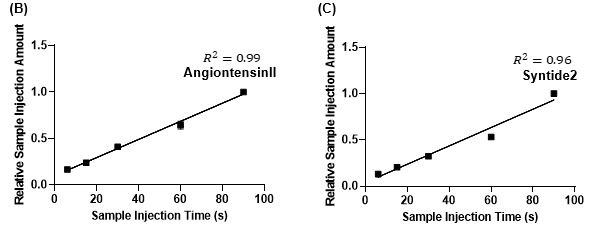 (B)
Relative Sample Injection Amount
1.5
1.0
0.5
0.0
R² = 0.99
AngiontensinII
0 20 40 60 80 100
Sample Injection Time (s)
(C)
Relative Sample Injection Amount
1.5
1.0
0.5
0.0
R² = 0.96
Syntide2
0 20 40 60 80 100
Sample Injection Time (s)